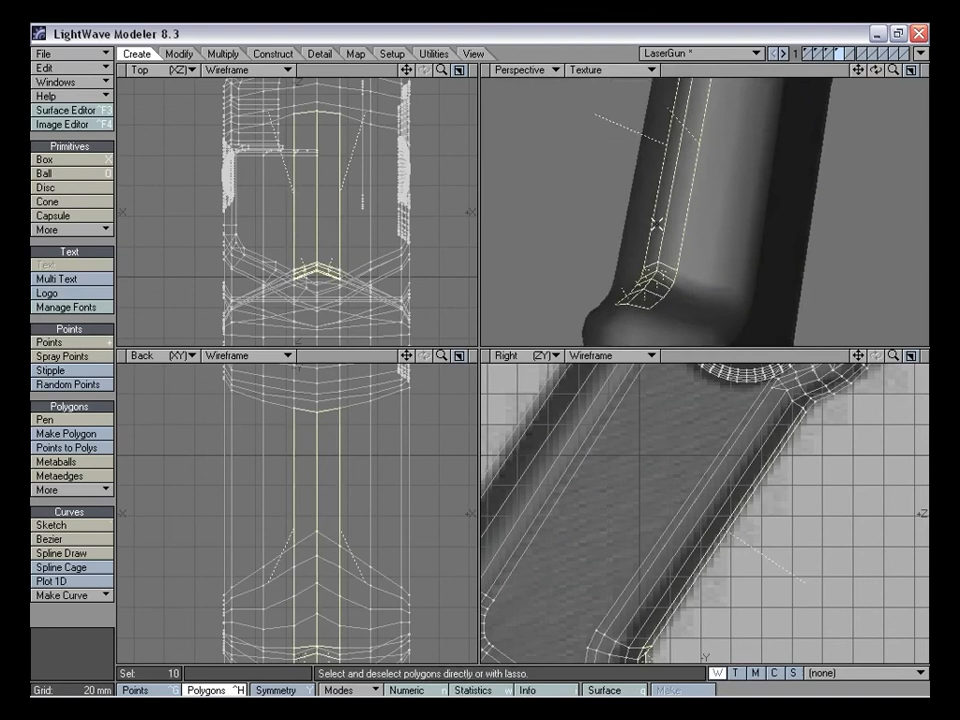 LightWave Modeler 8.3
File
Create Modify Multiply Construct Detail Map Setup Utilities View
LaserGun * 1
Edit
Windows
Help
Surface Editor F3
Image Editor ^F4
Top (XZ) Wireframe
Perspective Texture
Primitives
Box X
Ball O
Disc
Cone
Capsule
More
Text
Text
Multi Text
Logo
Manage Fonts
Points
Points +
Spray Points
Stipple
Random Points
Back (XY) Wireframe
Right (ZY) Wireframe
Polygons
Pen
Make Polygon
Points to Polys
Metaballs
Metaedges
More
Curves
Sketch
Bezier
Spline Draw
Spline Cage
Plot 1D
Make Curve
Sel: 10
Select and deselect polygons directly or with lasso.
W T M C S (none)
Grid: 20 mm
Points ^G Polygons ^H Symmetry Y Modes Numeric n Statistics w Info i Surface q Make